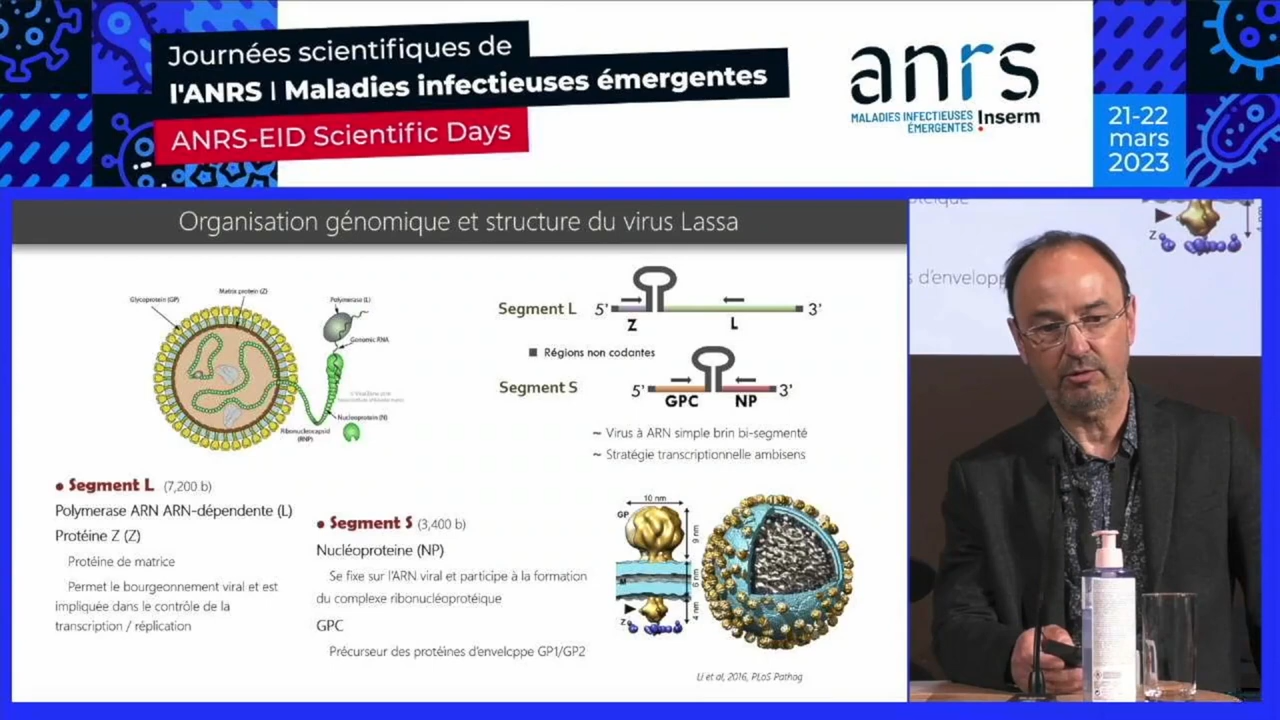 Journées scientifiques de
l'ANRS | Maladies infectieuses émergentes
ANRS-EID Scientific Days
anrs
MALADIES INFECTIEUSES
ÉMERGENTES
Inserm
21-22
mars
2023
Organisation génomique et structure du virus Lassa
Glycoprotein (GP)
Matrix protein (Z)
Polymerase (L)
Genomic RNA
Nucleoprotein (N)
Ribonucleocapsid
(RNP)
Segment L 5' 3'
Z L
Régions non codantes
Segment S 5' 3'
GPC NP
~ Virus à ARN simple brin bi-segmenté
~ Stratégie transcriptionnelle ambisens
• Segment L (7,200 b)
Polymerase ARN ARN-dépendente (L)
Protéine Z (Z)
Protéine de matrice
Permet le bourgeonnement viral et est
impliquée dans le contrôle de la
transcription / réplication
• Segment S (3,400 b)
Nucléoproteine (NP)
Se fixe sur l'ARN viral et participe à la formation
du complexe ribonucléoprotéique
GPC
Précurseur des protéines d'enveloppe GP1/GP2
10 nm
GP
9 nm
M
6 nm
4 nm
Z
Li et al, 2016, PLoS Pathog
Z
d'envelopp